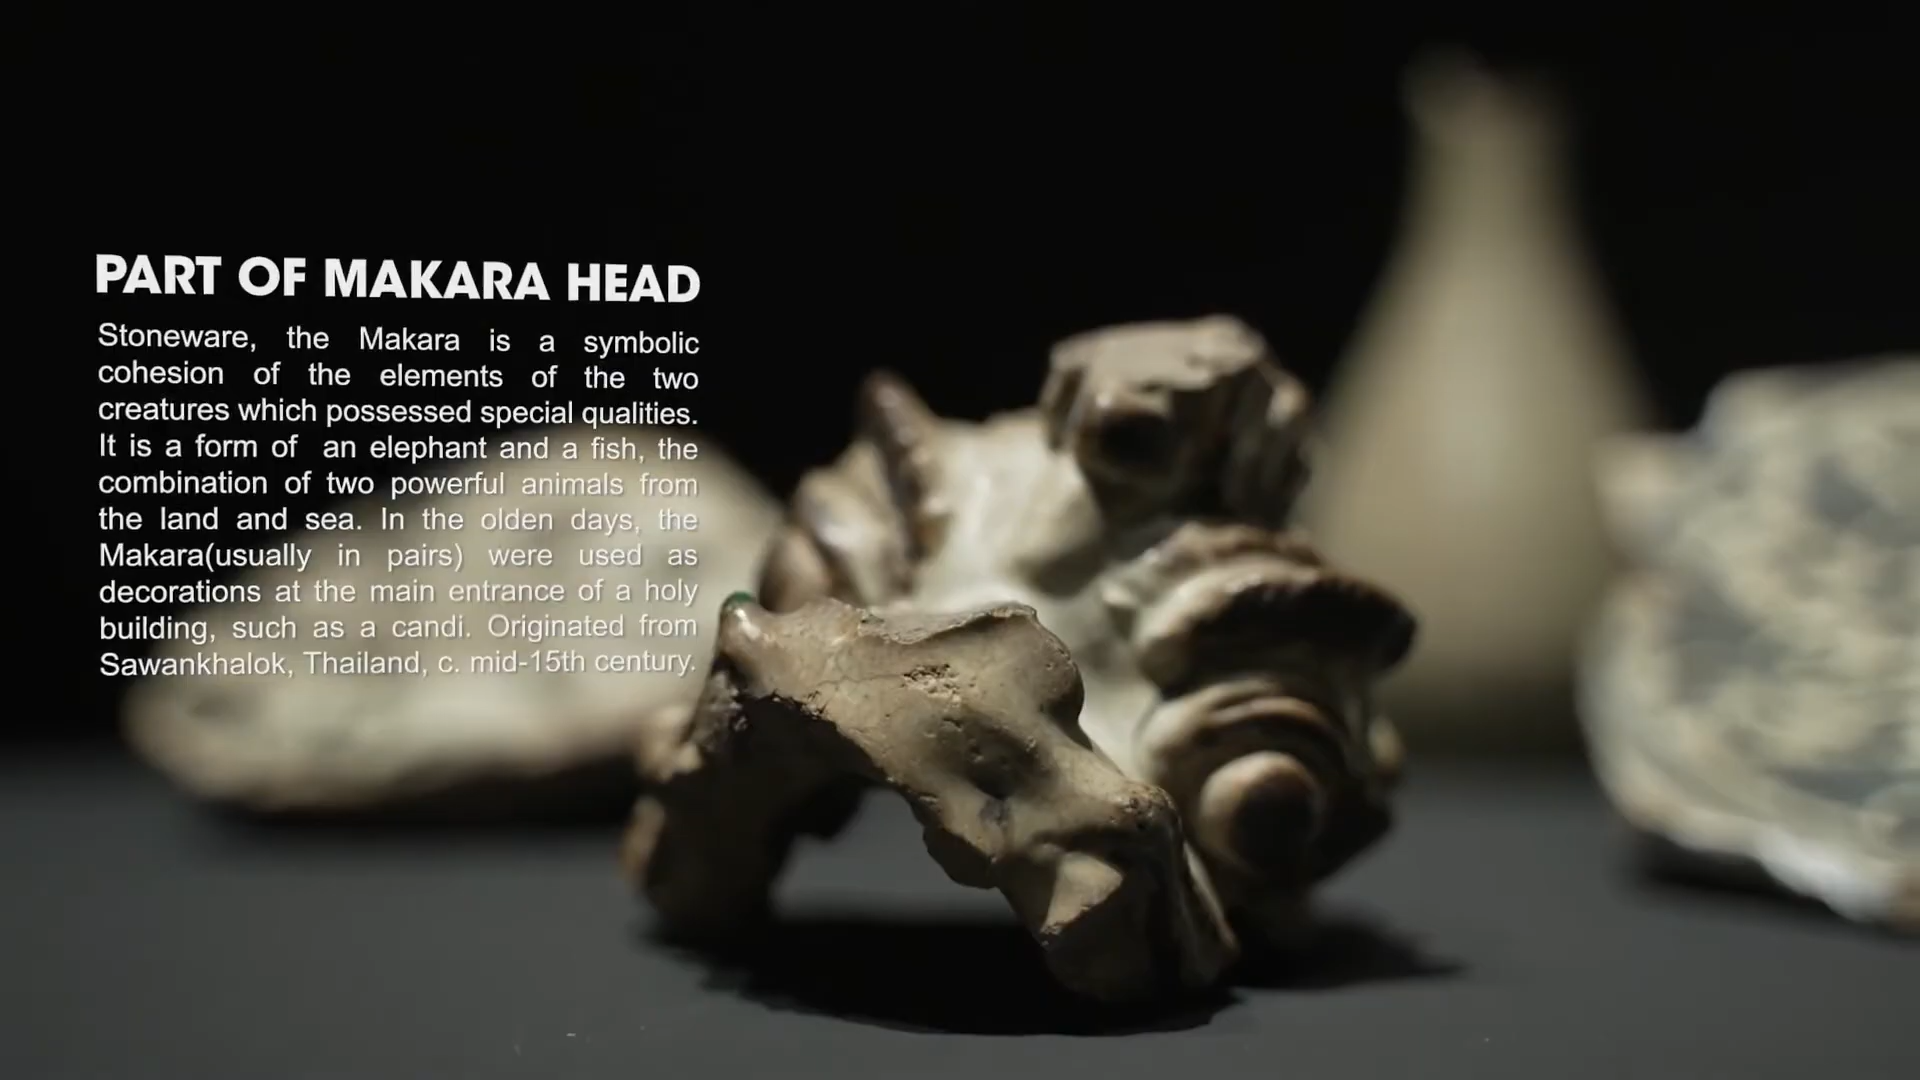 PART OF MAKARA HEAD
Stoneware, the Makara is a symbolic
cohesion of the elements of the two
creatures which possessed special qualities.
It is a form of an elephant and a fish, the
combination of two powerful animals from
the land and sea. In the olden days, the
Makara(usually in pairs) were used as
decorations at the main entrance of a holy
building, such as a candi. Originated from
Sawankhalok, Thailand, c. mid-15th century.